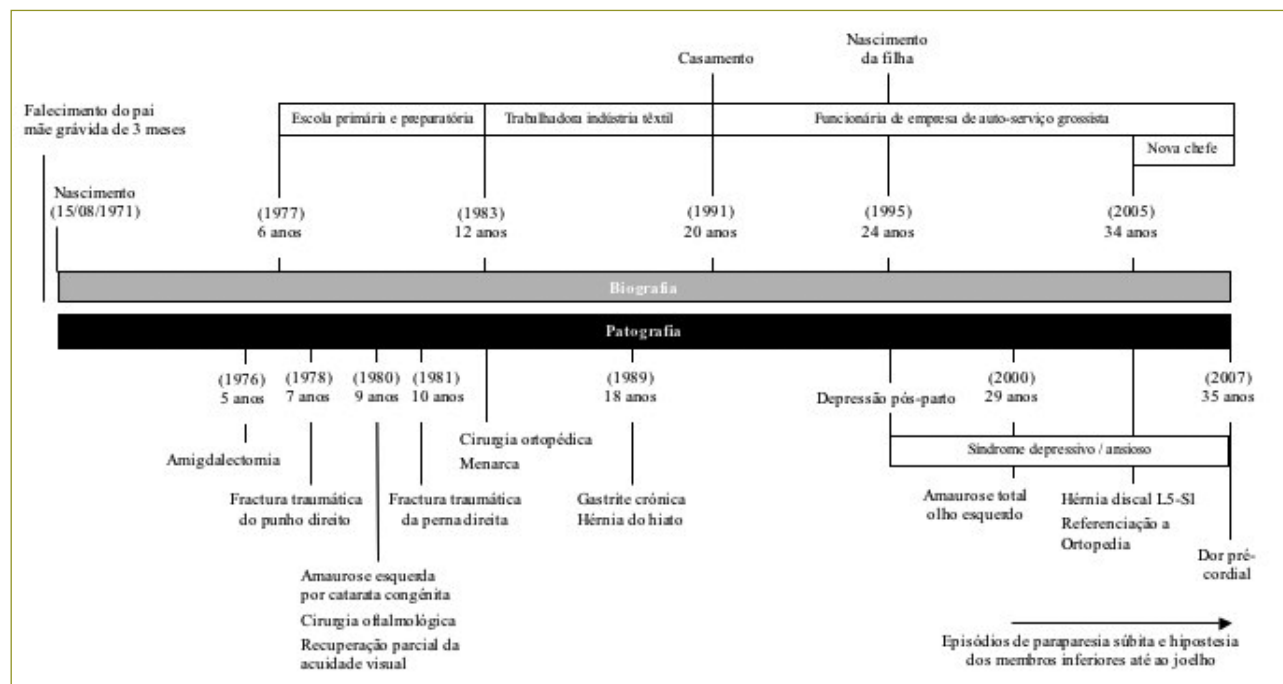 Nascimento
da filha
Casamento
Falecimento do pai
mãe grávida de 3 meses
Escola primária e preparatória
Trabalhadora indústria têxtil
Funcionária de empresa de auto-serviço grossista
Nova chefe
Nascimento
(15/08/1971)
(1977)
6 anos
(1983)
12 anos
(1991)
20 anos
(1995)
24 anos
(2005)
34 anos
Biografia
Patografia
(1976)
5 anos
(1978)
7 anos
(1980)
9 anos
(1981)
10 anos
(1989)
18 anos
(2000)
29 anos
(2007)
35 anos
Depressão pós-parto
Síndrome depressivo / ansioso
Amigdalectomia
Cirurgia ortopédica
Menarca
Fractura traumática
do punho direito
Fractura traumática
da perna direita
Gastrite crónica
Hérnia do hiato
Amaurose total
olho esquerdo
Hérnia discal L5-S1
Referenciação a
Ortopedia
Dor pré-
cordial
Amaurose esquerda
por catarata congénita
Cirurgia oftalmológica
Recuperação parcial da
acuidade visual
Episódios de paraparesia súbita e hipostesia
dos membros inferiores até ao joelho